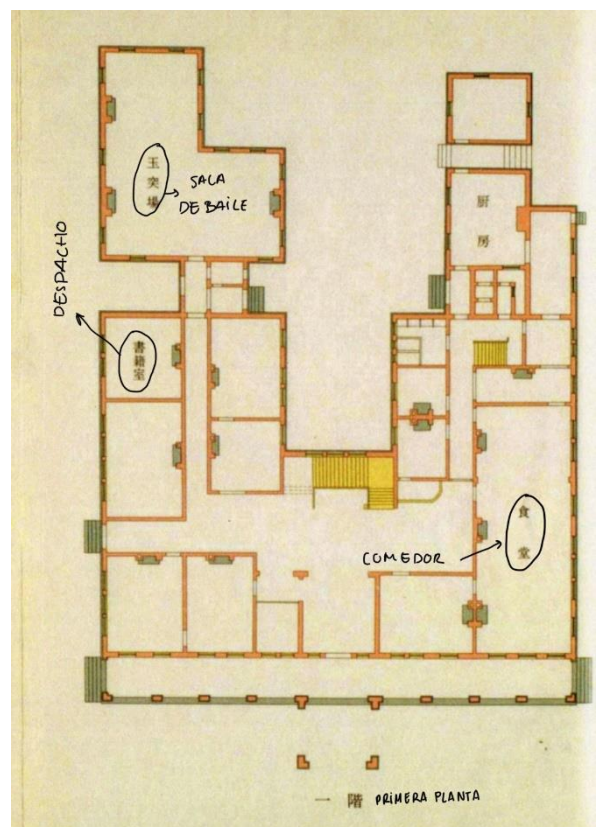 玉突場
SALA
DE BAILE
厨房
DESPACHO
書籍室
食堂
COMEDOR
一階 PRIMERA PLANTA